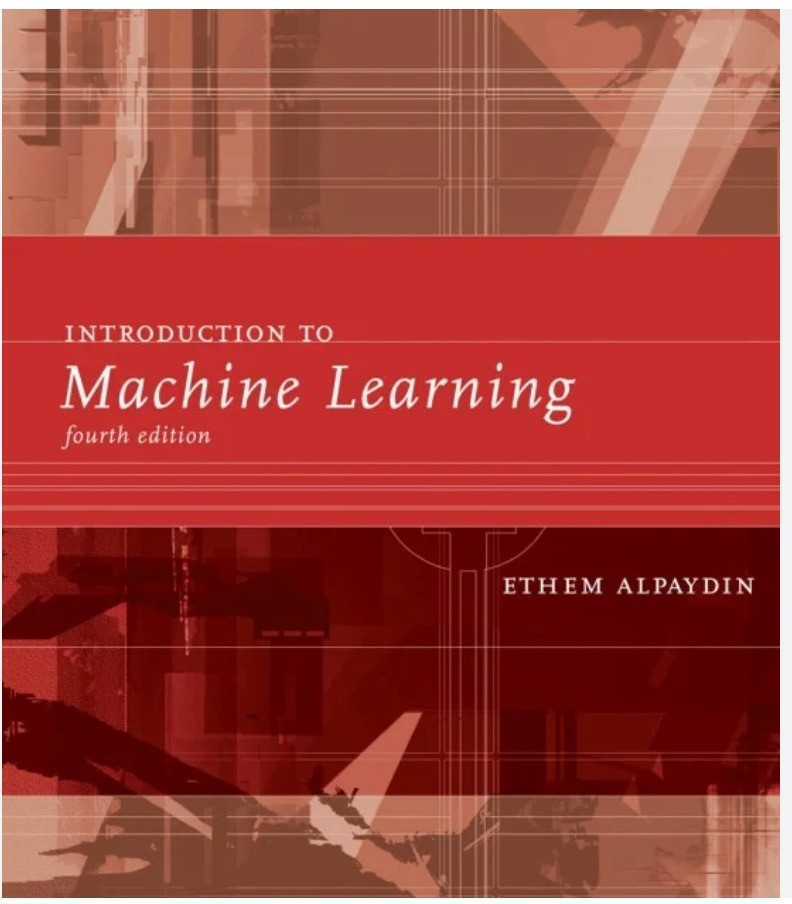 INTRODUCTION TO
Machine Learning
fourth edition
ETHEM ALPAYDIN